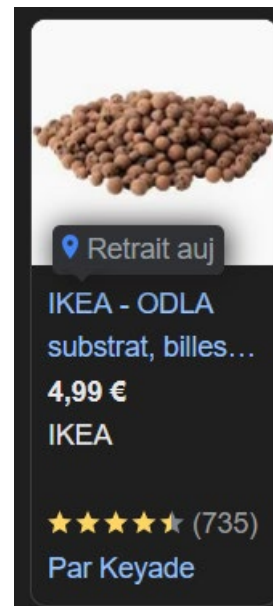 Retrait auj
IKEA - ODLA
substrat, billes...
4,99 €
IKEA
(735)
Par Keyade